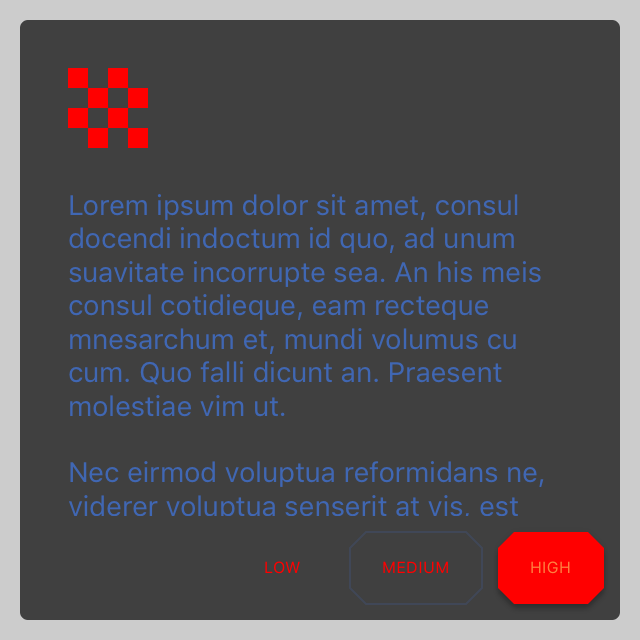 Lorem ipsum dolor sit amet, consul
docendi indoctum id quo, ad unum
suavitate incorrupte sea. An his meis
consul cotidieque, eam recteque
mnesarchum et, mundi volumus cu
cum. Quo falli dicunt an. Praesent
molestiae vim ut.
Nec eirmod voluptua reformidans ne,
viderer voluptua senserit at vis, est
LOW MEDIUM HIGH